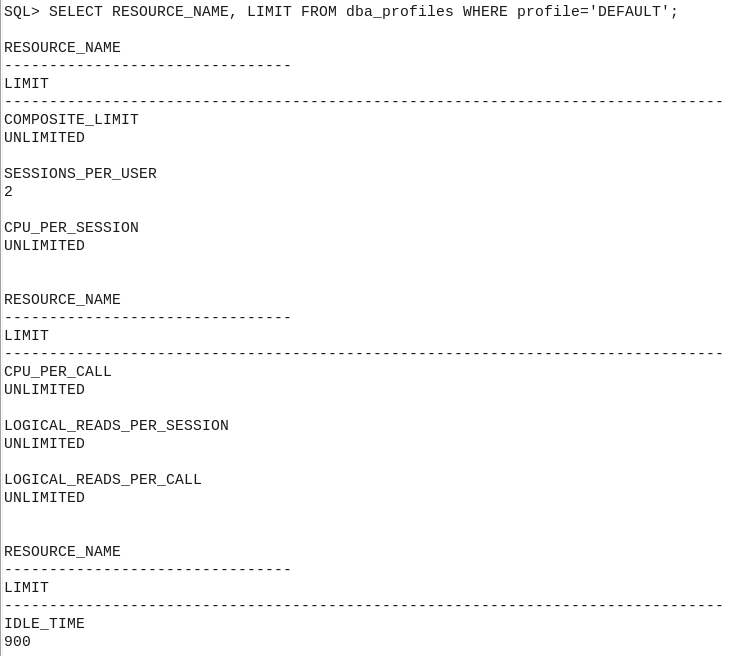 SQL> SELECT RESOURCE_NAME, LIMIT FROM dba_profiles WHERE profile='DEFAULT';
RESOURCE_NAME
--------------------------------
LIMIT
--------------------------------------------------------------------------------
COMPOSITE_LIMIT
UNLIMITED
SESSIONS_PER_USER
2
CPU_PER_SESSION
UNLIMITED
RESOURCE_NAME
--------------------------------
LIMIT
--------------------------------------------------------------------------------
CPU_PER_CALL
UNLIMITED
LOGICAL_READS_PER_SESSION
UNLIMITED
LOGICAL_READS_PER_CALL
UNLIMITED
RESOURCE_NAME
--------------------------------
LIMIT
--------------------------------------------------------------------------------
IDLE_TIME
900